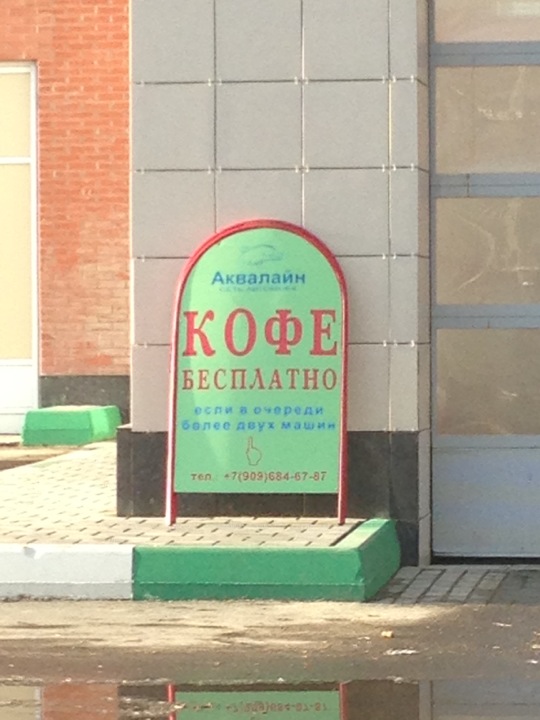 Аквалайн
КОФЕ
БЕСПЛАТНО
если в очереди
более двух машин
тел.: +7(909)684-67-87